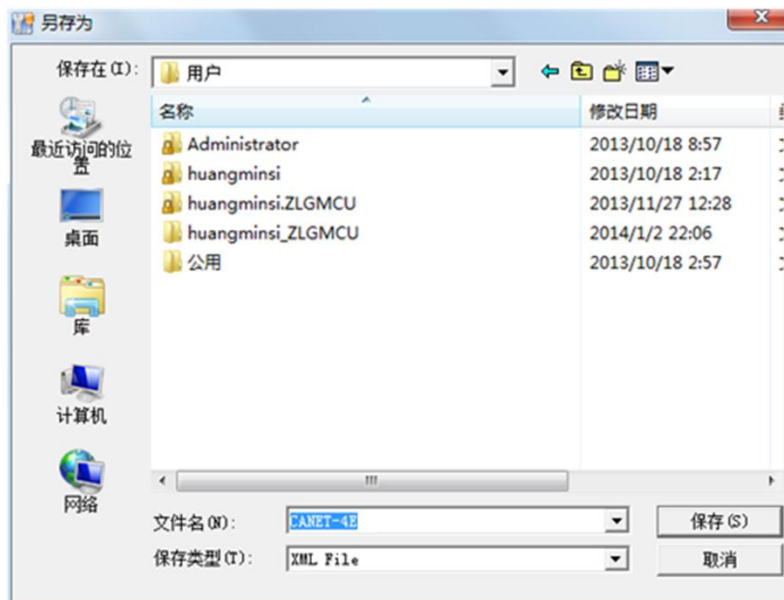 另存为
保存在(I):
用户
名称
修改日期
Administrator
2013/10/18 8:57
huangminsi
2013/10/18 2:17
huangminsi.ZLGMCU
2013/11/27 12:28
huangminsi_ZLGMCU
2014/1/2 22:06
公用
2013/10/18 2:57
最近访问的位
置
桌面
库
计算机
网络
文件名(N):
CANET-4E
保存(S)
保存类型(T):
XML File
取消